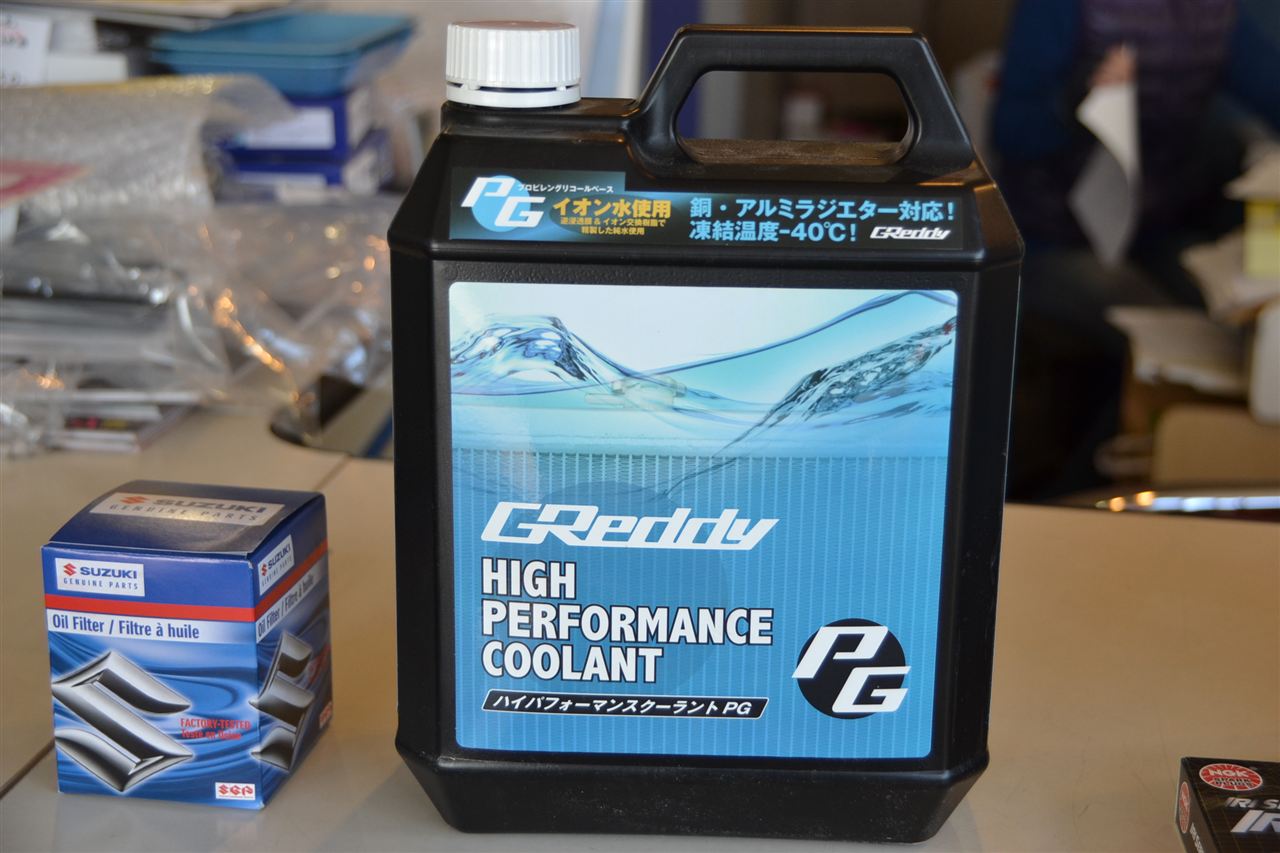 PG
プロピレングリコールベース
イオン水使用
逆浸透膜 & イオン交換樹脂で
精製した純水使用
銅・アルミラジエター対応！
凍結温度-40℃！ GReddy
GReddy
HIGH
PERFORMANCE
COOLANT
ハイパフォーマンスクーラント PG
PG
SUZUKI
GENUINE PARTS
SUZUKI
GENUINE PARTS
Oil Filter / Filtre à huile
FACTORY-TESTED
SGP
SUZUKI
GENUINE PARTS
Oil Filter / Filtre à huile
NGK
SPARK
PLUGS